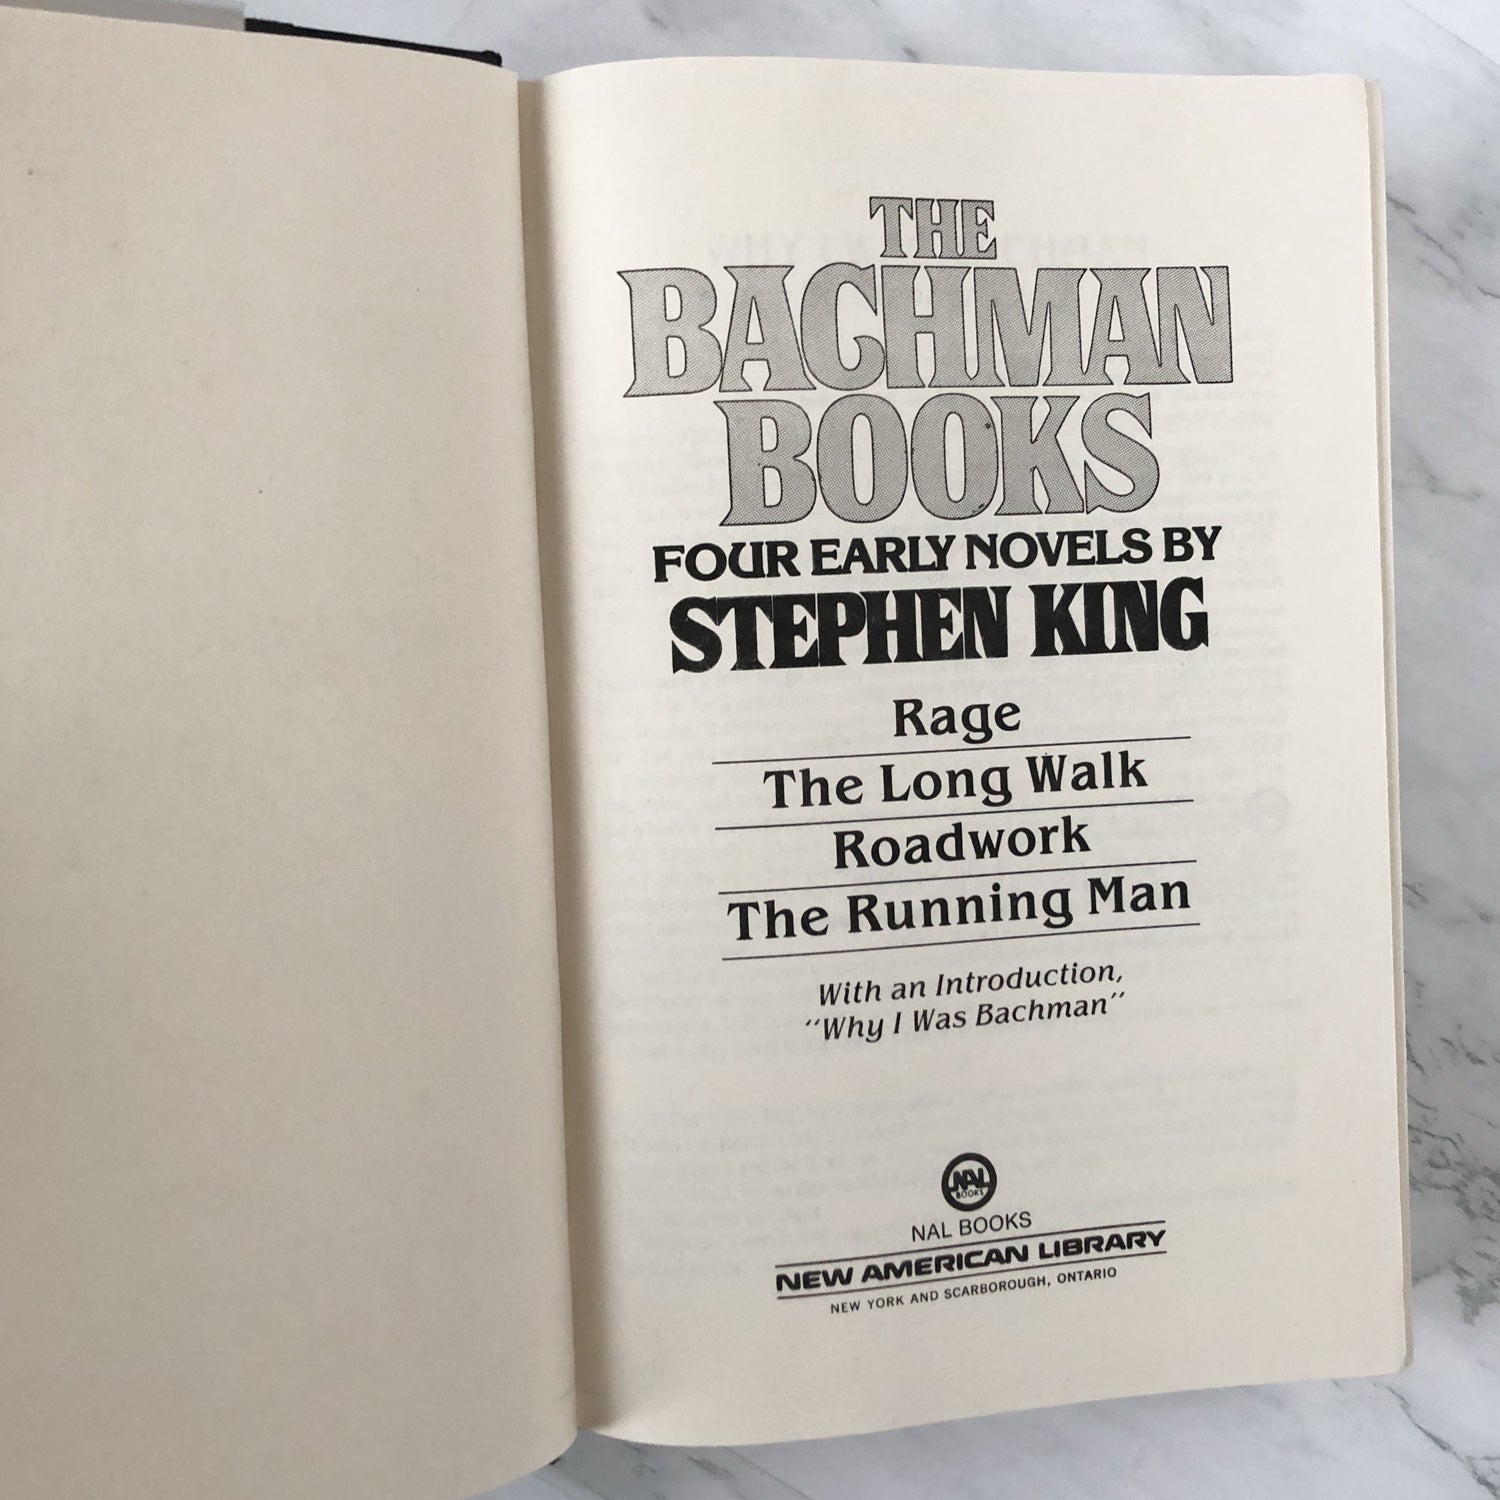 THE
BACHMAN
BOOKS
FOUR EARLY NOVELS BY
STEPHEN KING
Rage
The Long Walk
Roadwork
The Running Man
With an Introduction,
"Why I Was Bachman"
NAL
BOOKS
NAL BOOKS
NEW AMERICAN LIBRARY
NEW YORK AND SCARBOROUGH, ONTARIO